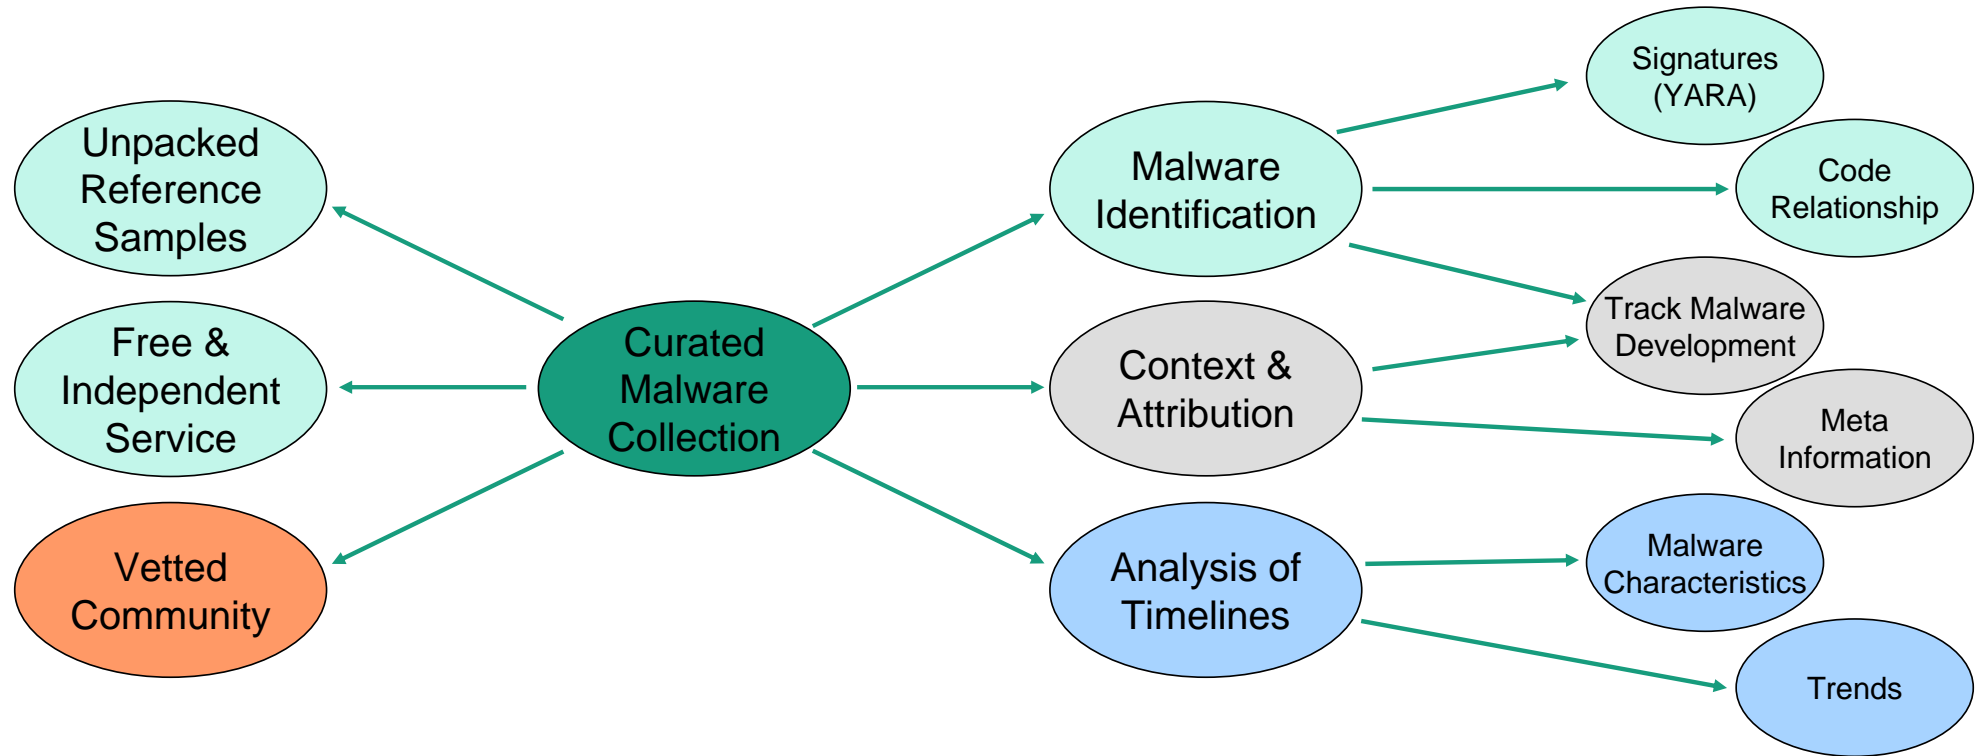 Unpacked
Reference
Samples
Free &
Independent
Service
Vetted
Community
Curated
Malware
Collection
Malware
Identification
Context &
Attribution
Analysis of
Timelines
Signatures
(YARA)
Code
Relationship
Track Malware
Development
Meta
Information
Malware
Characteristics
Trends